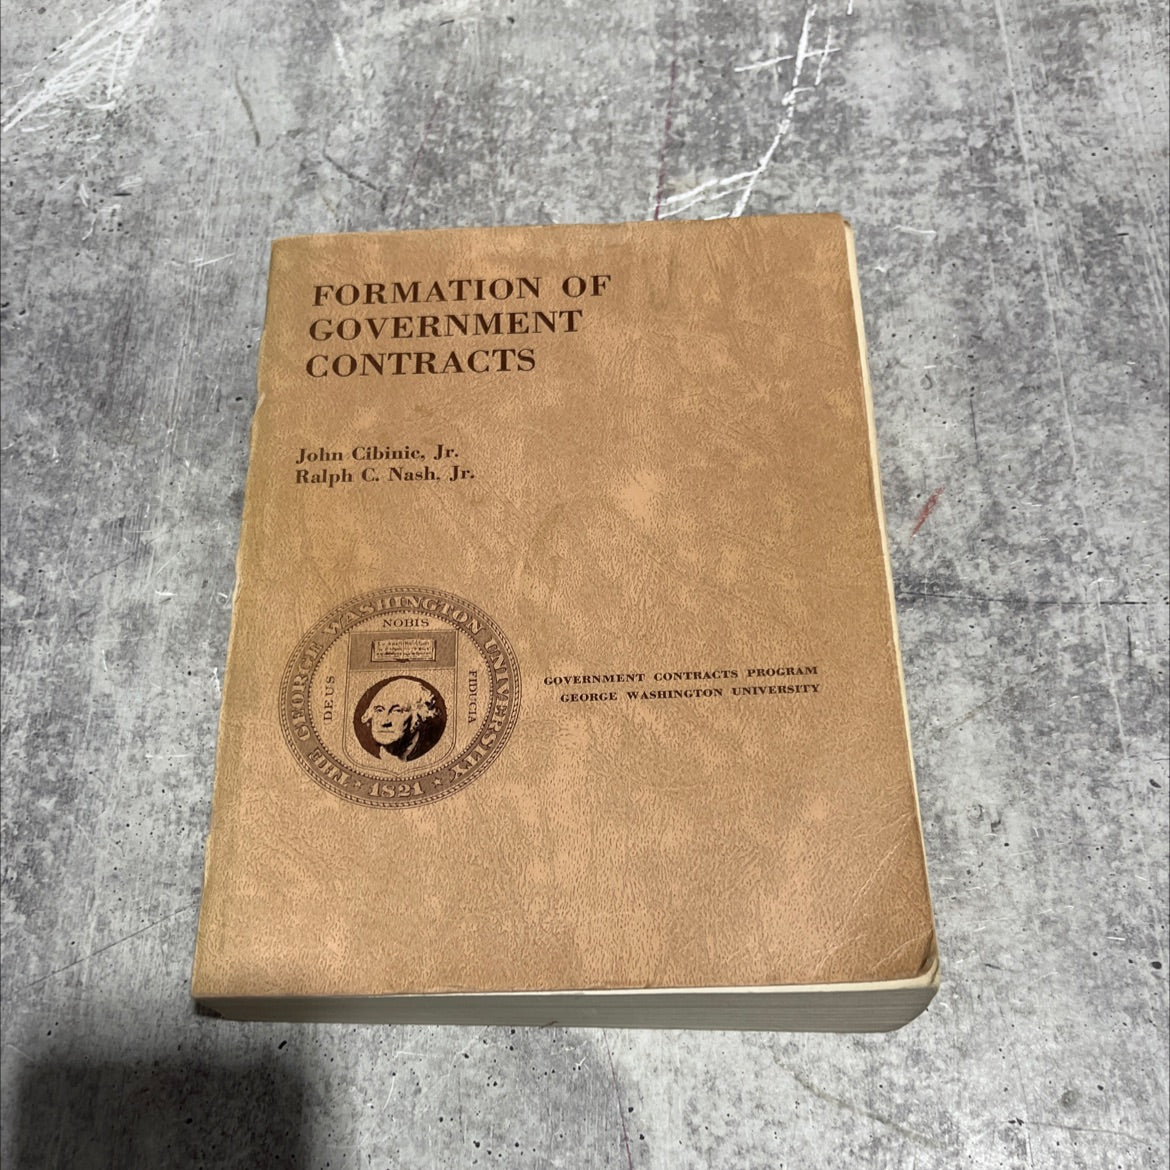 FORMATION OF
GOVERNMENT
CONTRACTS
John Cibinic, Jr.
Ralph C. Nash, Jr.
THE GEORGE WASHINGTON UNIVERSITY
NOBIS
DEUS
FIDUCIA
1821
GOVERNMENT CONTRACTS PROGRAM
GEORGE WASHINGTON UNIVERSITY